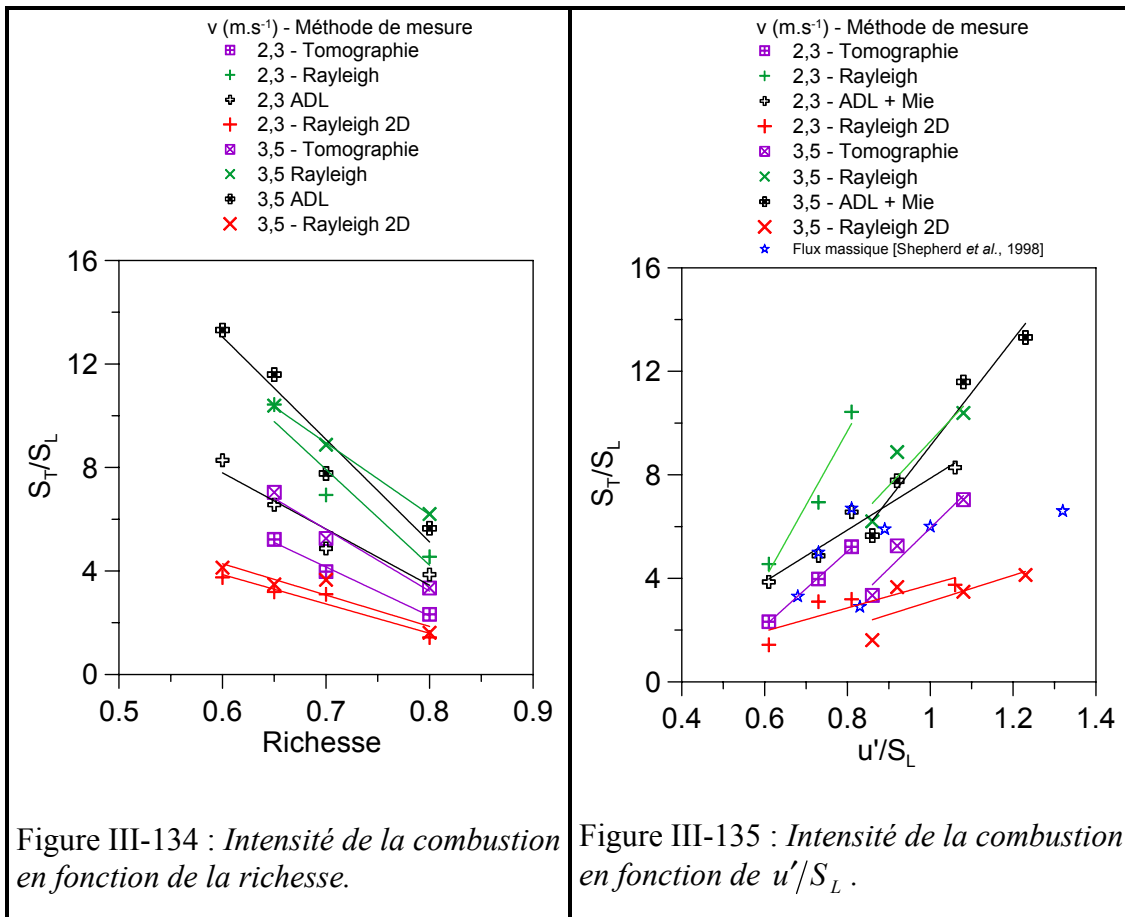 v (m.s-1) - Méthode de mesure
2,3 - Tomographie
2,3 - Rayleigh
2,3 ADL
2,3 - Rayleigh 2D
3,5 - Tomographie
3,5 Rayleigh
3,5 ADL
3,5 - Rayleigh 2D
16
12
8
4
0
ST/SL
0.5
0.6
0.7
0.8
0.9
Richesse
Figure III-134 : Intensité de la combustion
en fonction de la richesse.
v (m.s-1) - Méthode de mesure
2,3 - Tomographie
2,3 - Rayleigh
2,3 - ADL + Mie
2,3 - Rayleigh 2D
3,5 - Tomographie
3,5 - Rayleigh
3,5 - ADL + Mie
3,5 - Rayleigh 2D
Flux massique [Shepherd et al., 1998]
16
12
8
4
0
ST/SL
0.4
0.6
0.8
1
1.2
1.4
u'/SL
Figure III-135 : Intensité de la combustion
en fonction de u′/SL .